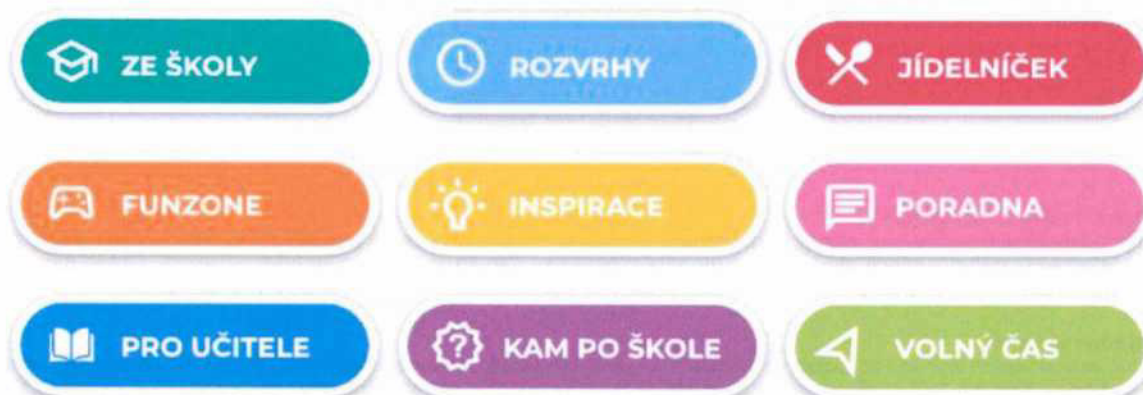 ZE ŠKOLY
ROZVRHY
JÍDELNÍČEK
FUNZONE
INSPIRACE
PORADNA
PRO UČITELE
KAM PO ŠKOLE
VOLNÝ ČAS